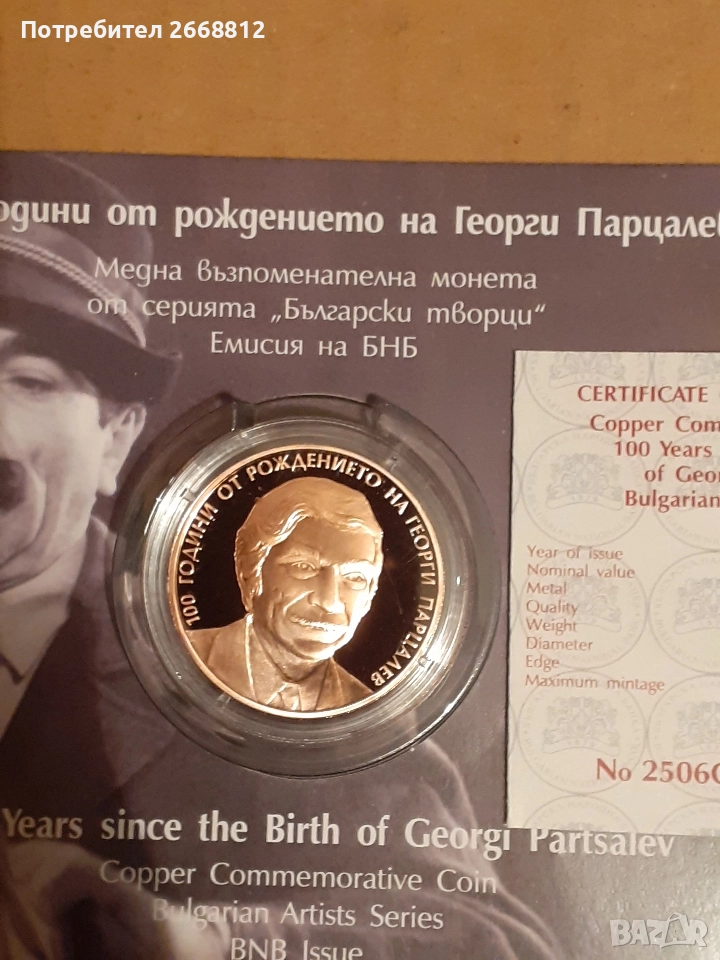 Потребител 2668812
одини от рождението на Георги Парцалев
Медна възпоменателна монета
от серията „Български творци“
Емисия на БНБ
100 ГОДИНИ ОТ РОЖДЕНИЕТО НА ГЕОРГИ ПАРЦАЛЕВ
CERTIFICATE
Copper Com
100 Years
of Geor
Bulgarian
Year of issue
Nominal value
Metal
Quality
Weight
Diameter
Edge
Maximum mintage
No 2506
Years since the Birth of Georgi Partsalev
Copper Commemorative Coin
Bulgarian Artists Series
BNB Issue
BAZAR